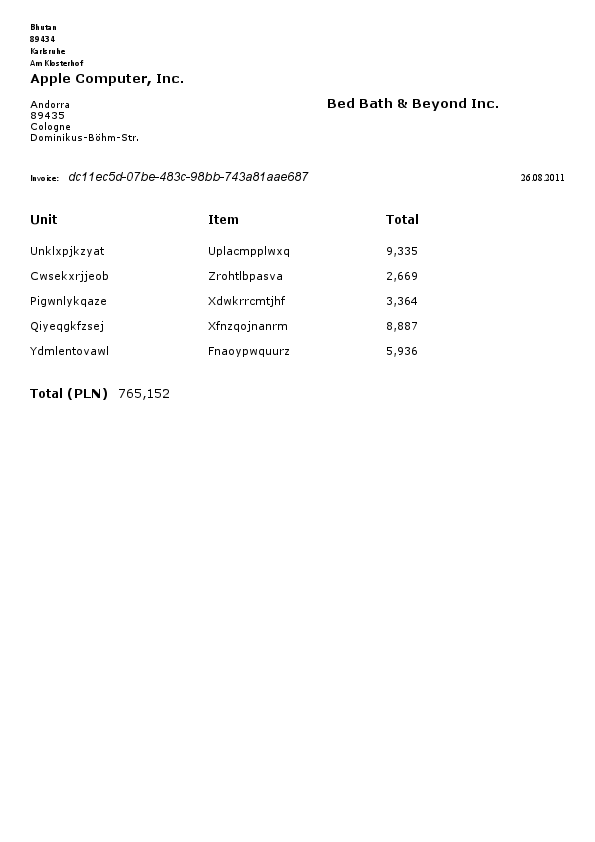 Bhutan
89434
Karlsruhe
Am Klosterhof
Apple Computer, Inc.
Bed Bath & Beyond Inc.
Andorra
89435
Cologne
Dominikus-Böhm-Str.
Invoice: dc11ec5d-07be-483c-98bb-743a81aae687 26.08.2011
Unit Item Total
Unklxpjkzyat Uplacmpplwxq 9,335
Cwsekxrjjeob Zrohtlbpasva 2,669
Pigwnlykqaze Xdwkrrcmtjhf 3,364
Qiyeqgkfzsej Xfnzqojnanrm 8,887
Ydmlentovawl Fnaoypwquurz 5,936
Total (PLN) 765,152